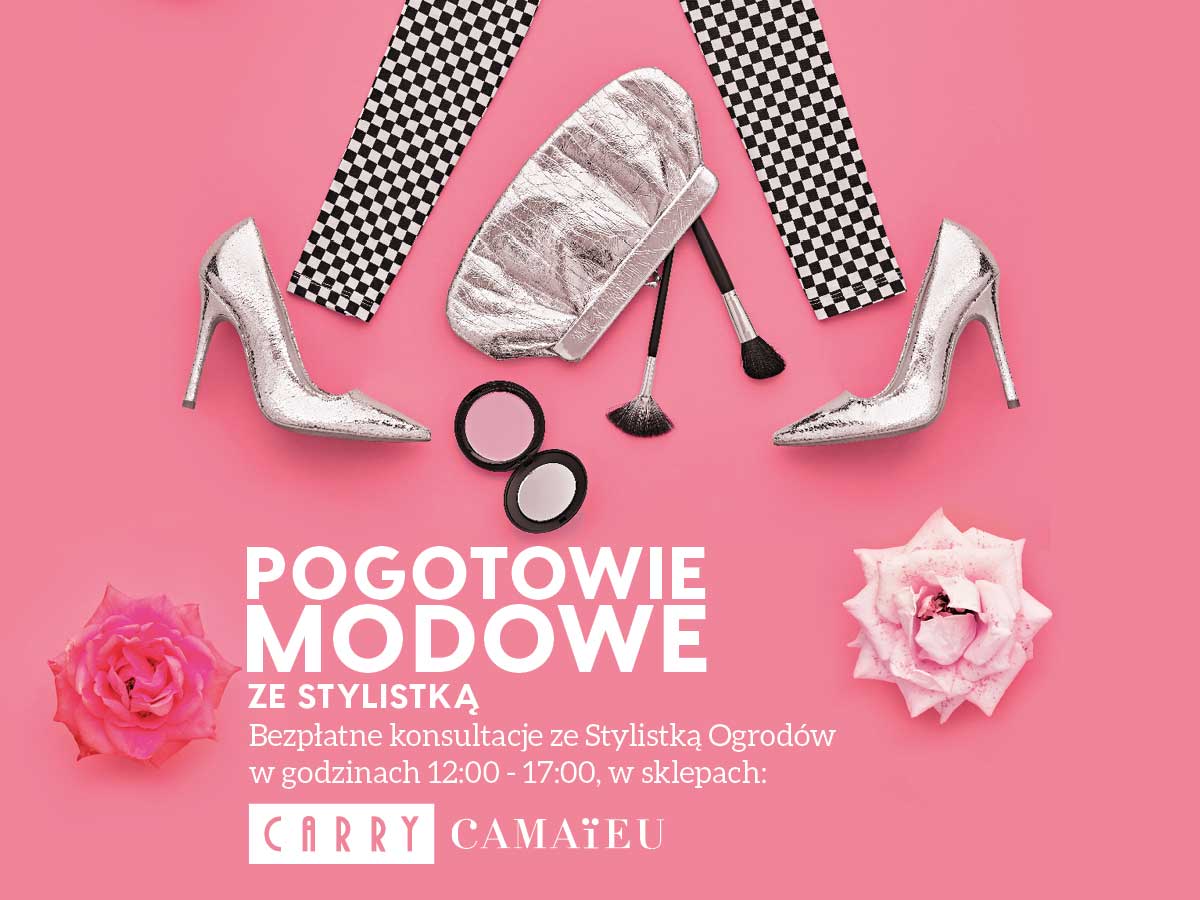 POGOTOWIE
MODOWE
ZE STYLISTKĄ
Bezpłatne konsultacje ze Stylistką Ogrodów
w godzinach 12:00 - 17:00, w sklepach:
CARRY CAMAïEU